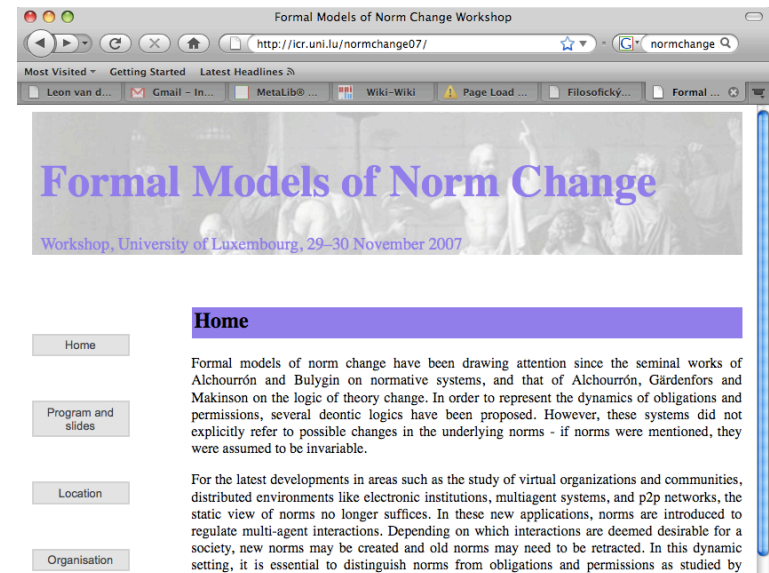 Formal Models of Norm Change Workshop
http://icr.uni.lu/normchange07/
G normchange
Most Visited Getting Started Latest Headlines
Leon van d... Gmail - In... MetaLib® ... Wiki-Wiki Page Load ... Filosofický... Formal ...
Formal Models of Norm Change
Workshop, University of Luxembourg, 29–30 November 2007
Home
Home
Program and
slides
Location
Organisation
Formal models of norm change have been drawing attention since the seminal works of
Alchourrón and Bulygin on normative systems, and that of Alchourrón, Gärdenfors and
Makinson on the logic of theory change. In order to represent the dynamics of obligations and
permissions, several deontic logics have been proposed. However, these systems did not
explicitly refer to possible changes in the underlying norms - if norms were mentioned, they
were assumed to be invariable.
For the latest developments in areas such as the study of virtual organizations and communities,
distributed environments like electronic institutions, multiagent systems, and p2p networks, the
static view of norms no longer suffices. In these new applications, norms are introduced to
regulate multi-agent interactions. Depending on which interactions are deemed desirable for a
society, new norms may be created and old norms may need to be retracted. In this dynamic
setting, it is essential to distinguish norms from obligations and permissions as studied by